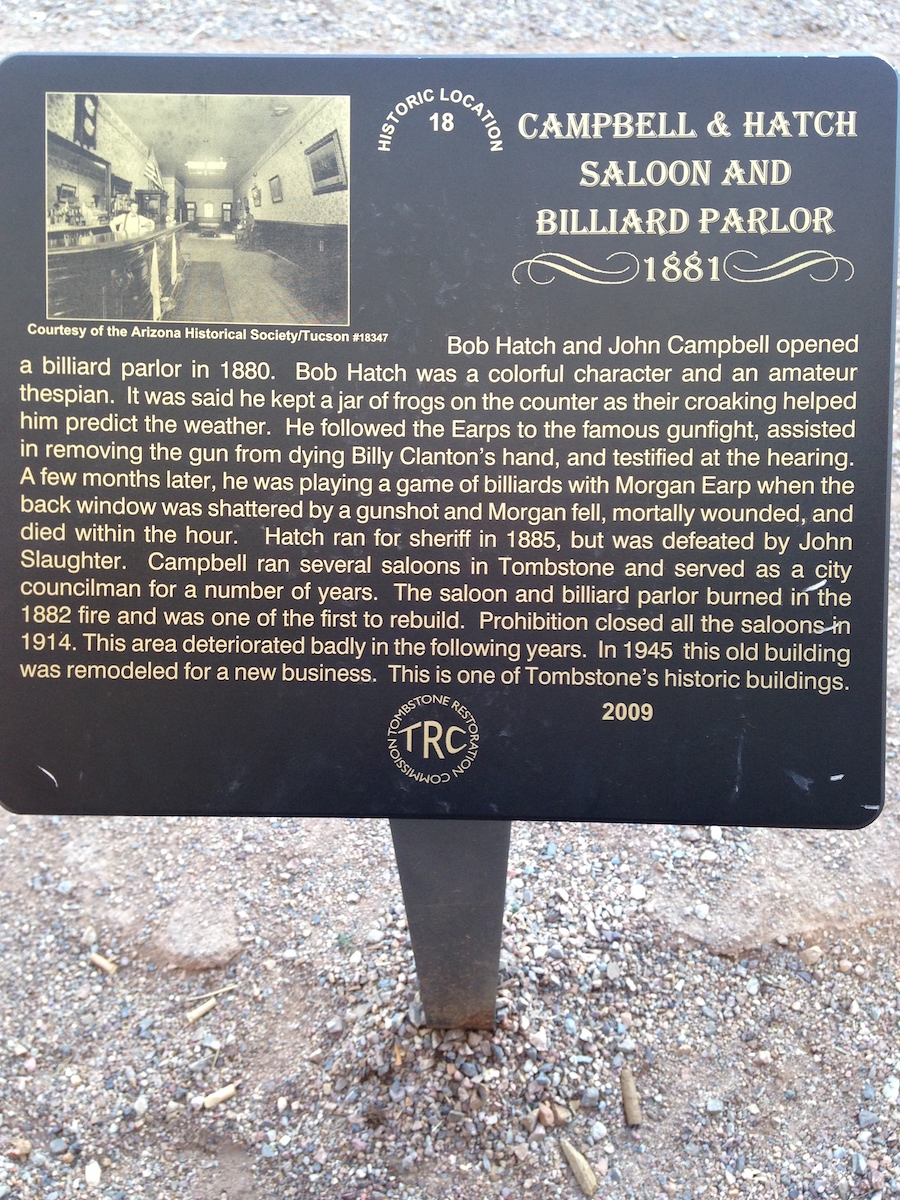 HISTORIC LOCATION
18
CAMPBELL & HATCH
SALOON AND
BILLIARD PARLOR
1881
Courtesy of the Arizona Historical Society/Tucson #18347
Bob Hatch and John Campbell opened
a billiard parlor in 1880. Bob Hatch was a colorful character and an amateur
thespian. It was said he kept a jar of frogs on the counter as their croaking helped
him predict the weather. He followed the Earps to the famous gunfight, assisted
in removing the gun from dying Billy Clanton's hand, and testified at the hearing.
A few months later, he was playing a game of billiards with Morgan Earp when the
back window was shattered by a gunshot and Morgan fell, mortally wounded, and
died within the hour. Hatch ran for sheriff in 1885, but was defeated by John
Slaughter. Campbell ran several saloons in Tombstone and served as a city
councilman for a number of years. The saloon and billiard parlor burned in the
1882 fire and was one of the first to rebuild. Prohibition closed all the saloons in
1914. This area deteriorated badly in the following years. In 1945 this old building
was remodeled for a new business. This is one of Tombstone's historic buildings.
2009
TOMBSTONE RESTORATION COMMISSION
TRC